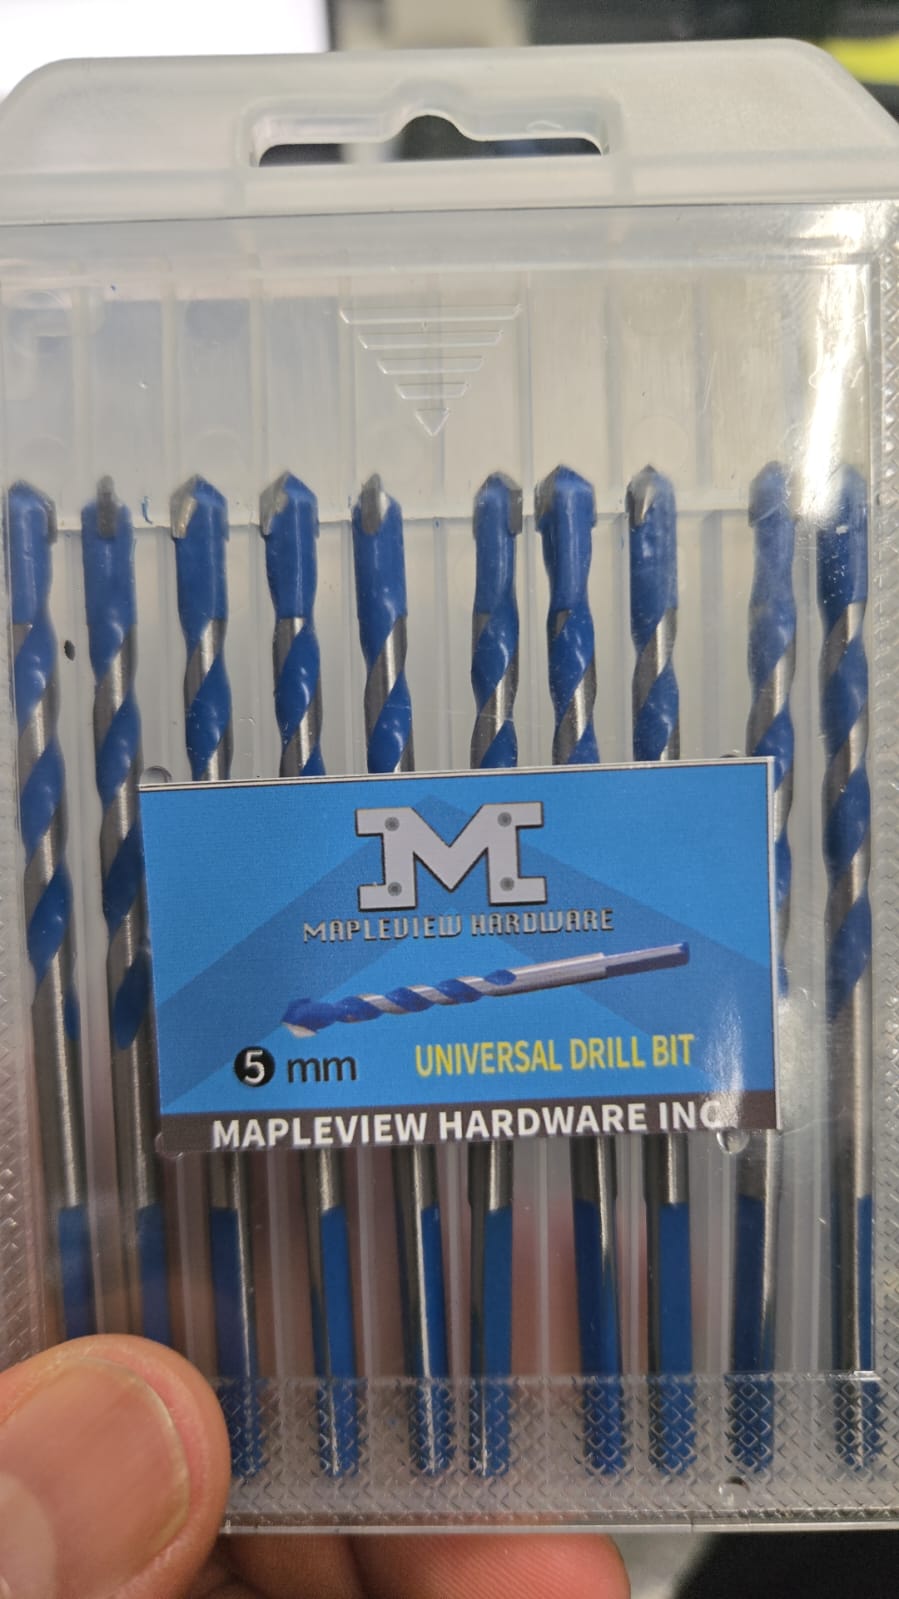 M
MAPLEVIEW HARDWARE
5 mm UNIVERSAL DRILL BIT
MAPLEVIEW HARDWARE INC.